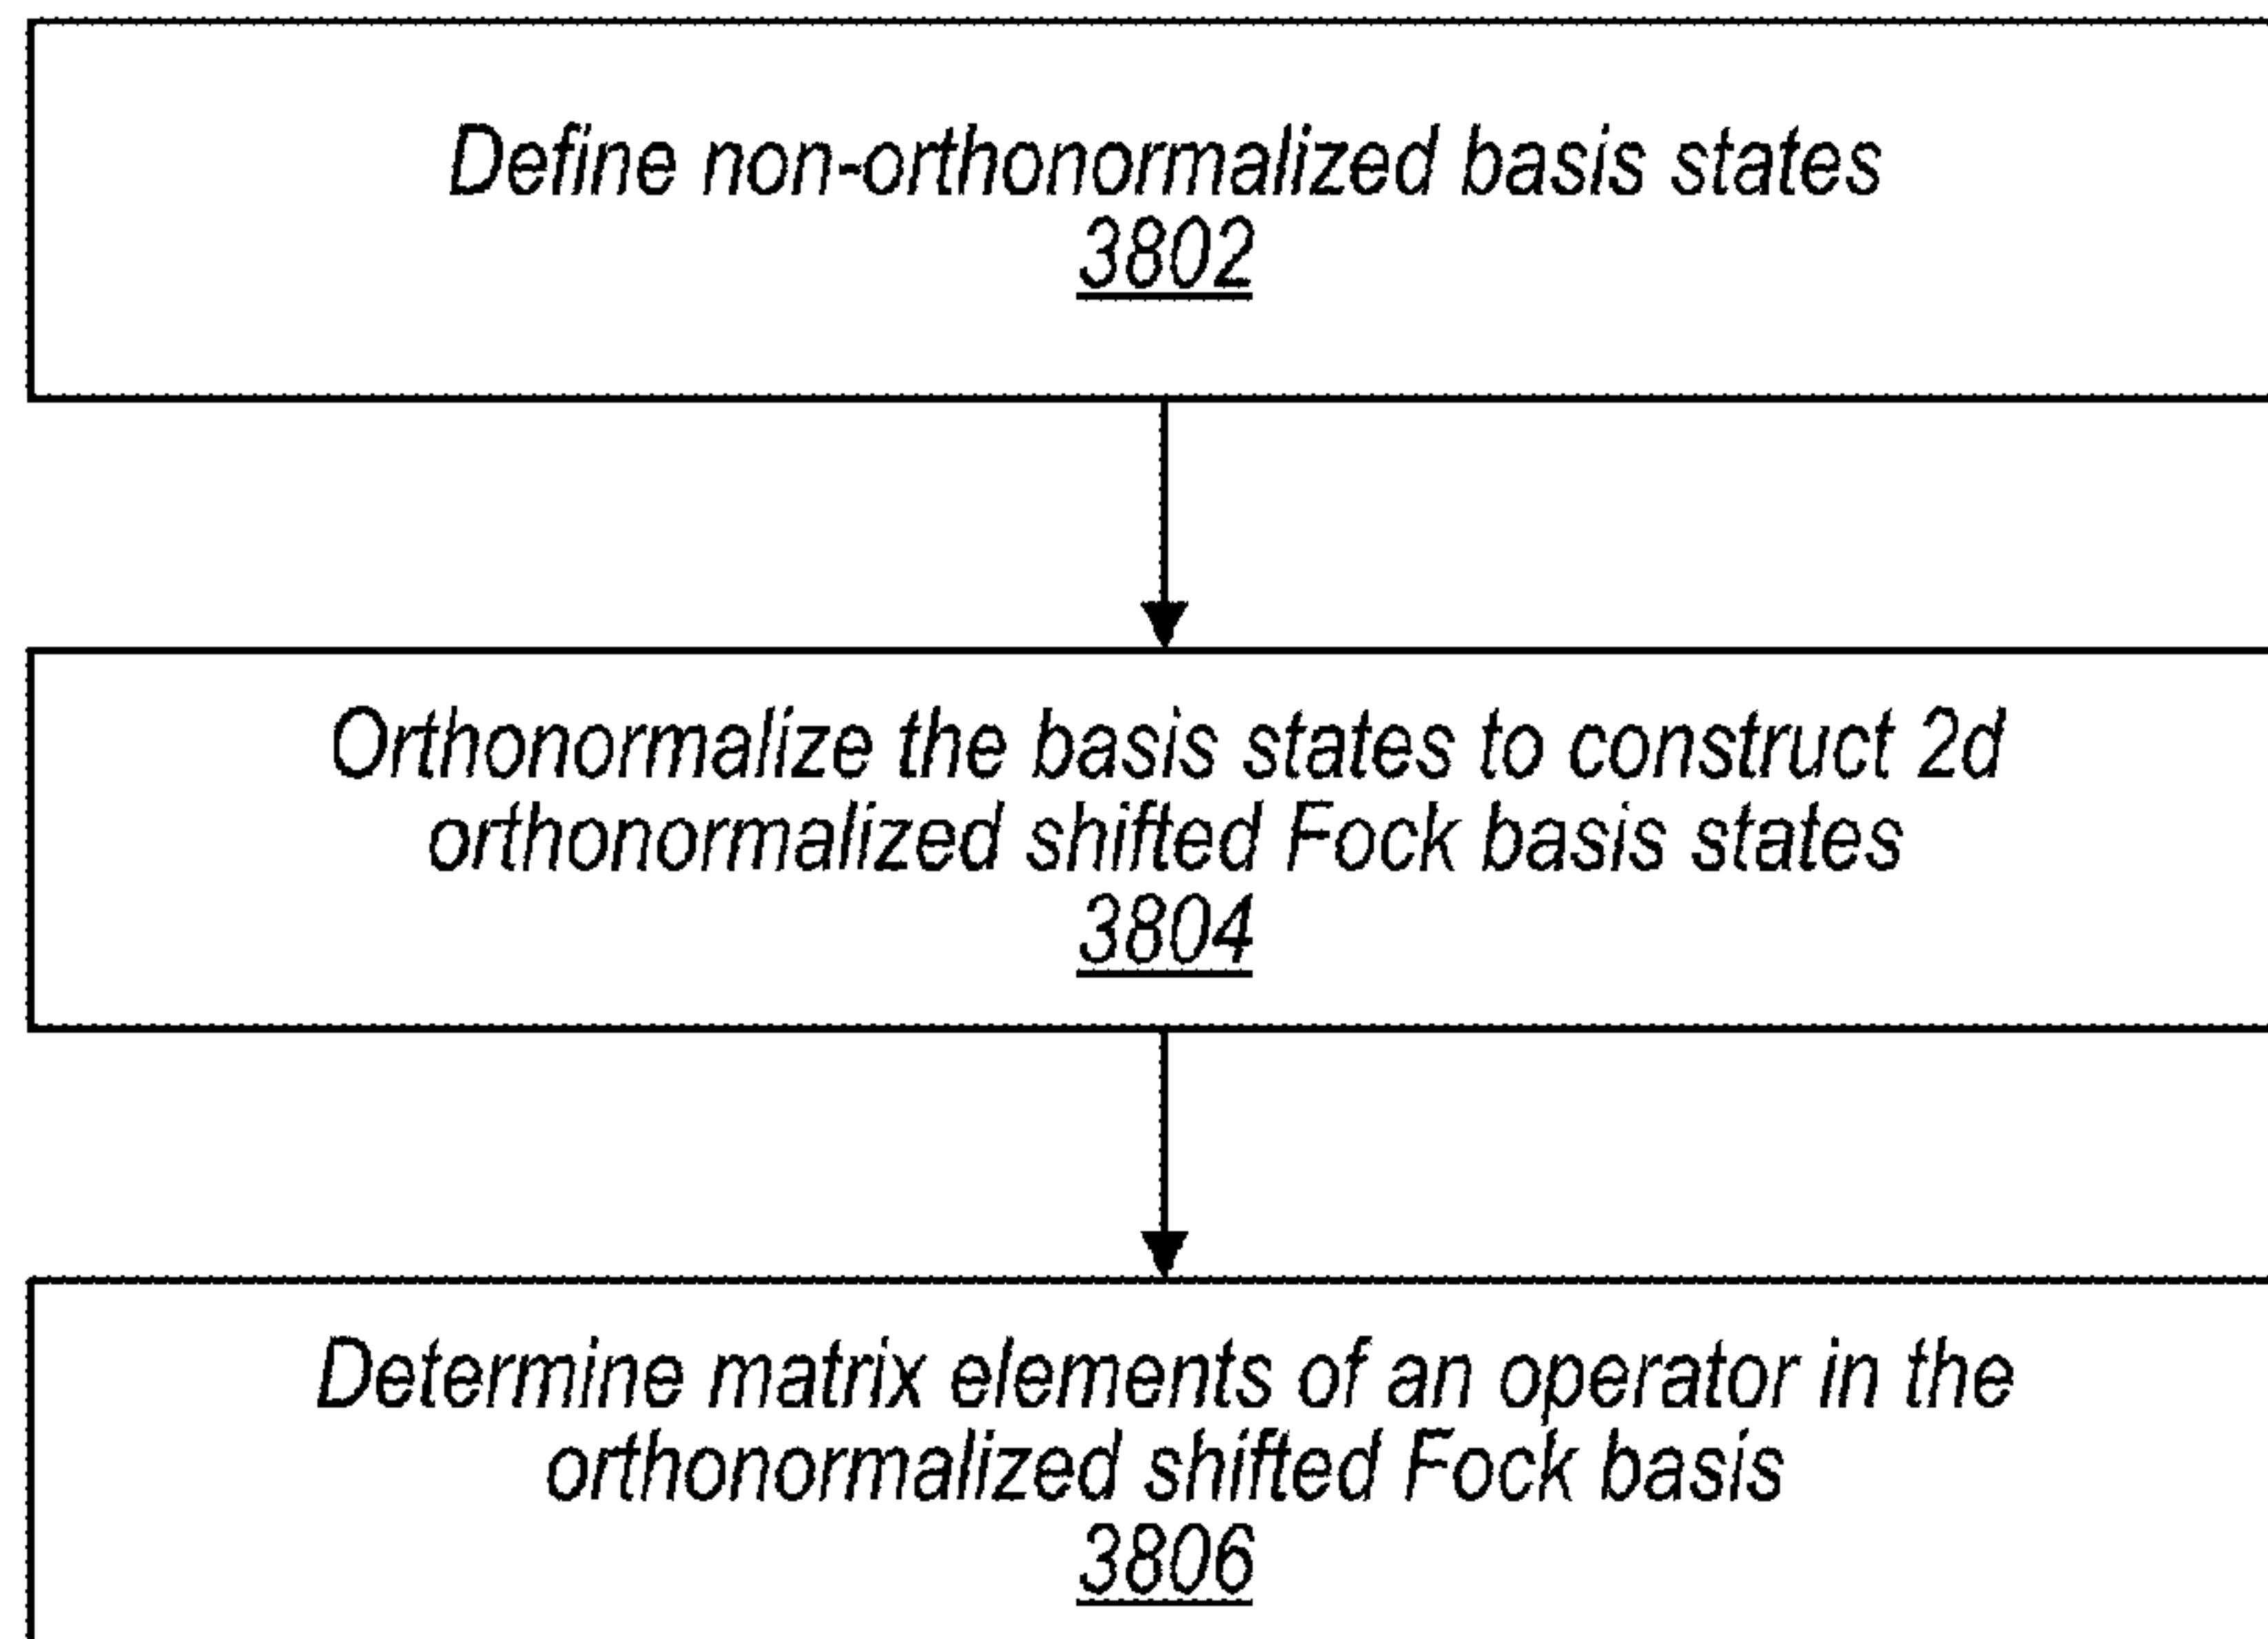 Define non-orthonormalized basis states
3802
Orthonormalize the basis states to construct 2d
orthonormalized shifted Fock basis states
3804
Determine matrix elements of an operator in the
orthonormalized shifted Fock basis
3806